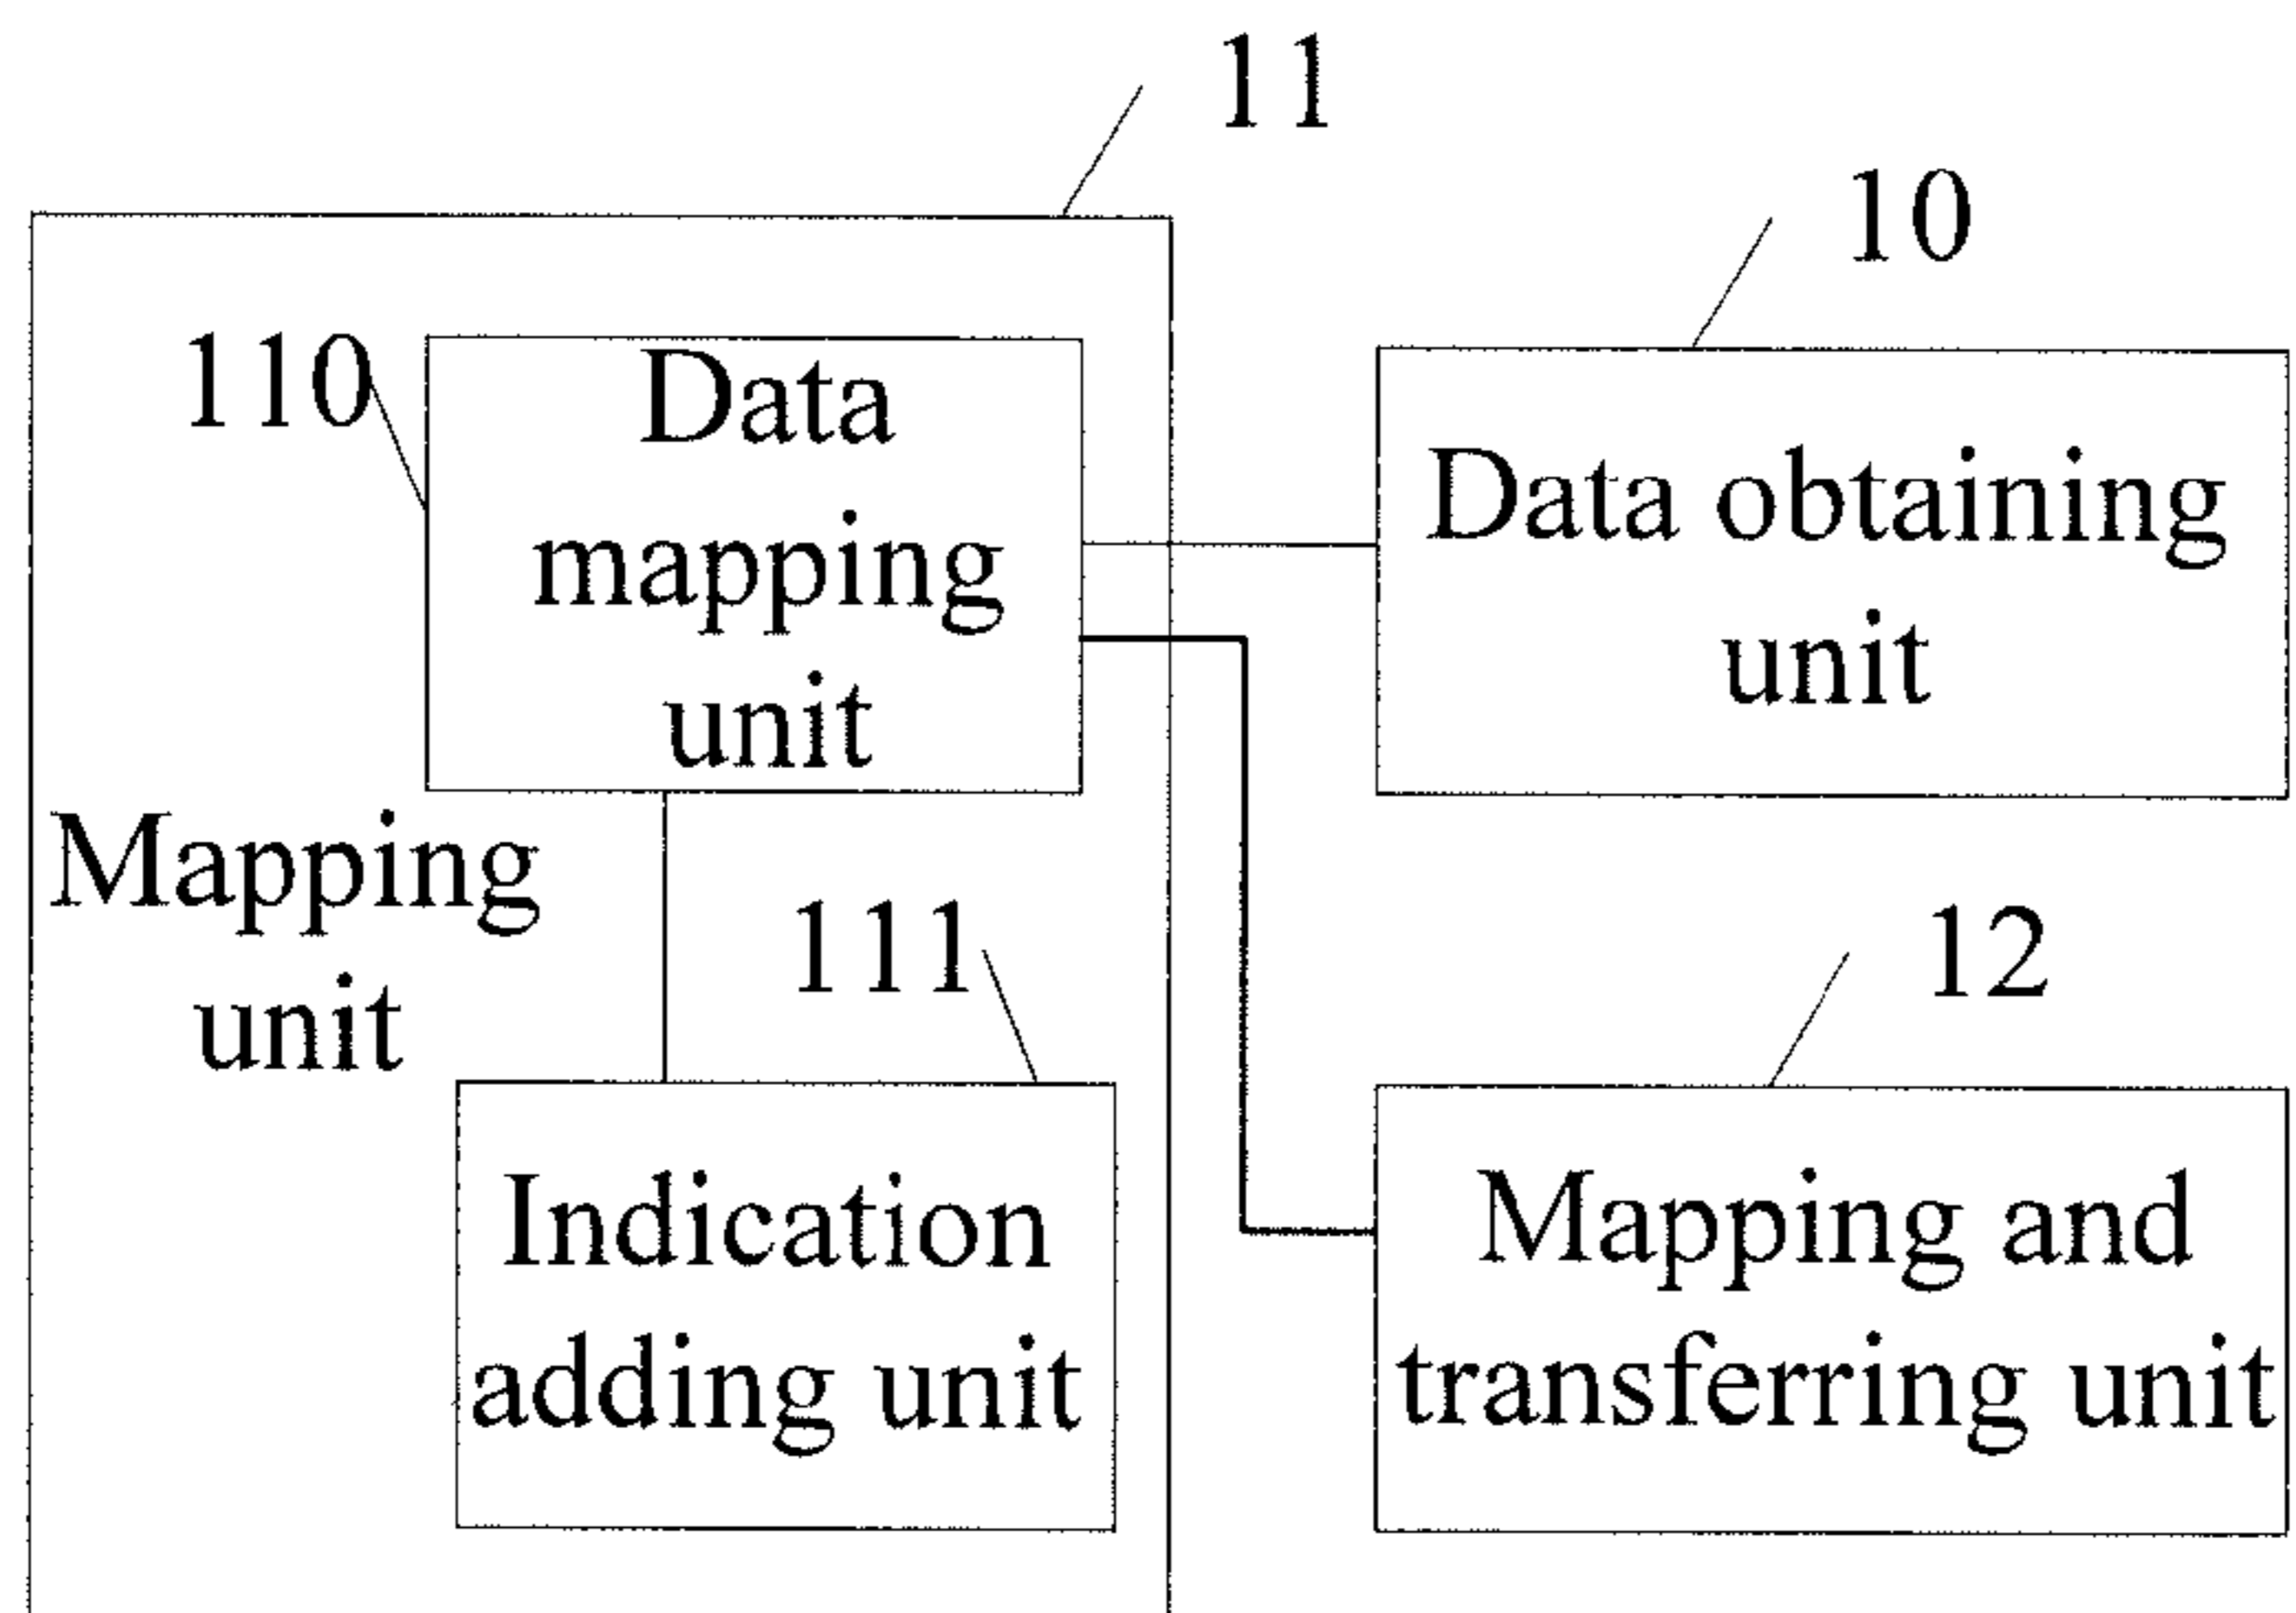 11
10
110
Data
mapping
unit
Data obtaining
unit
Mapping
unit
111
12
Indication
adding unit
Mapping and
transferring unit